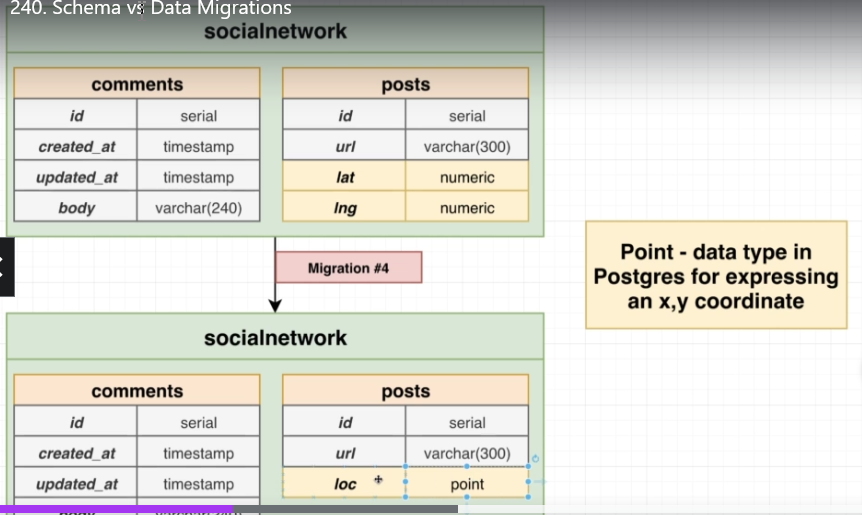 240. Schema vs Data Migrations
socialnetwork
comments
id serial
created_at timestamp
updated_at timestamp
body varchar(240)
posts
id serial
url varchar(300)
lat numeric
lng numeric
Migration #4
Point - data type in
Postgres for expressing
an x,y coordinate
socialnetwork
comments
id serial
created_at timestamp
updated_at timestamp
posts
id serial
url varchar(300)
loc point